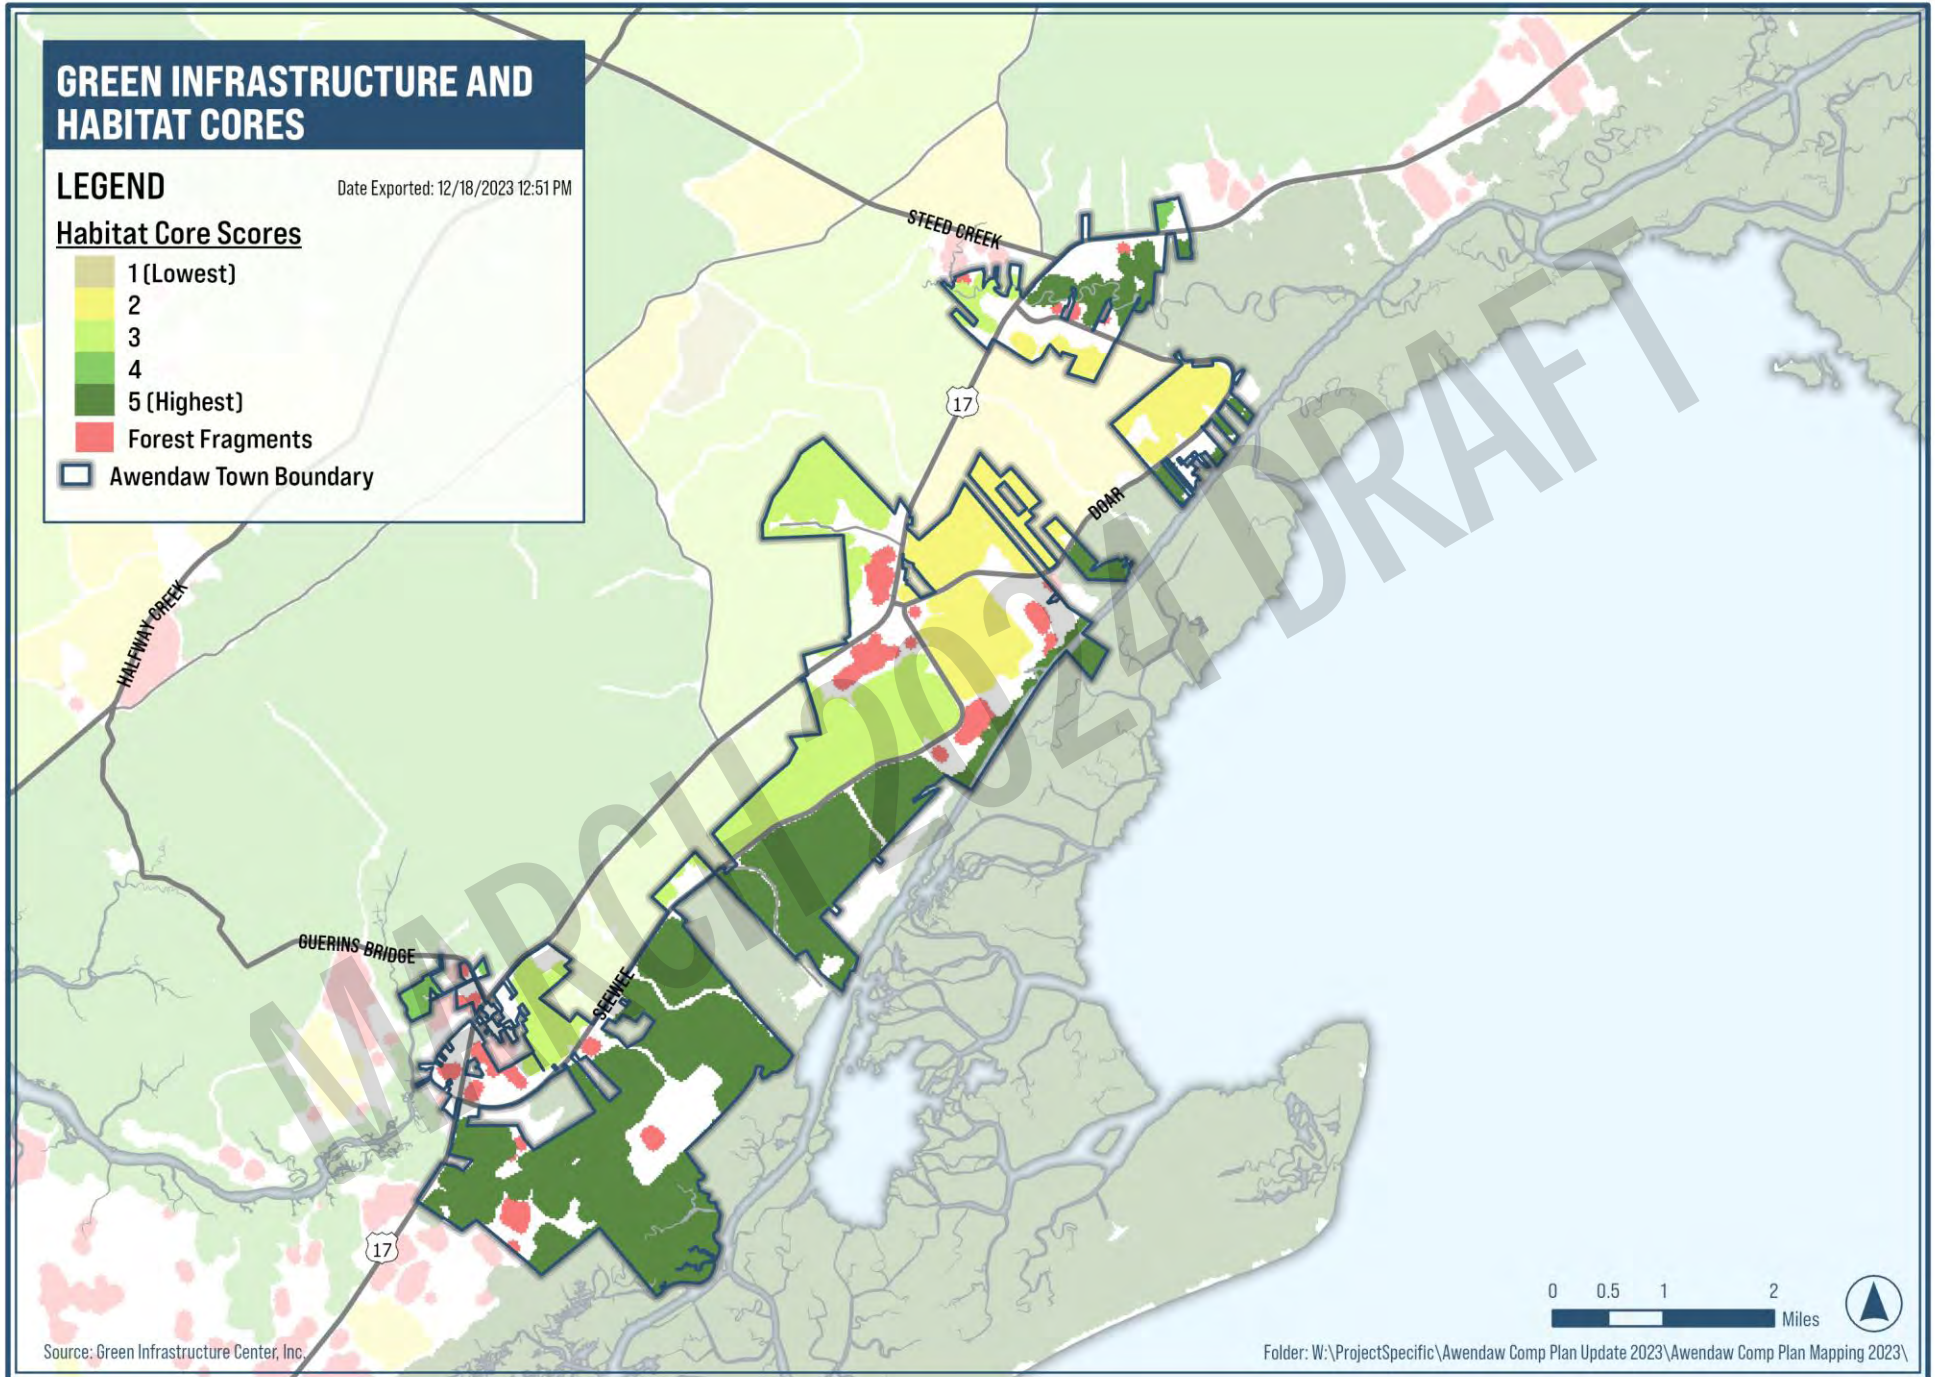 GREEN INFRASTRUCTURE AND
HABITAT CORES
LEGEND
Date Exported: 12/18/2023 12:51 PM
Habitat Core Scores
1 (Lowest)
2
3
4
5 (Highest)
Forest Fragments
Awendaw Town Boundary
STEED CREEK
17
DOAR
HALFWAY CREEK
GUERINS BRIDGE
SEEWEE
17
MARCH 2024 DRAFT
0 0.5 1 2
Miles
Source: Green Infrastructure Center, Inc.
Folder: W:\ProjectSpecific\Awendaw Comp Plan Update 2023\Awendaw Comp Plan Mapping 2023\